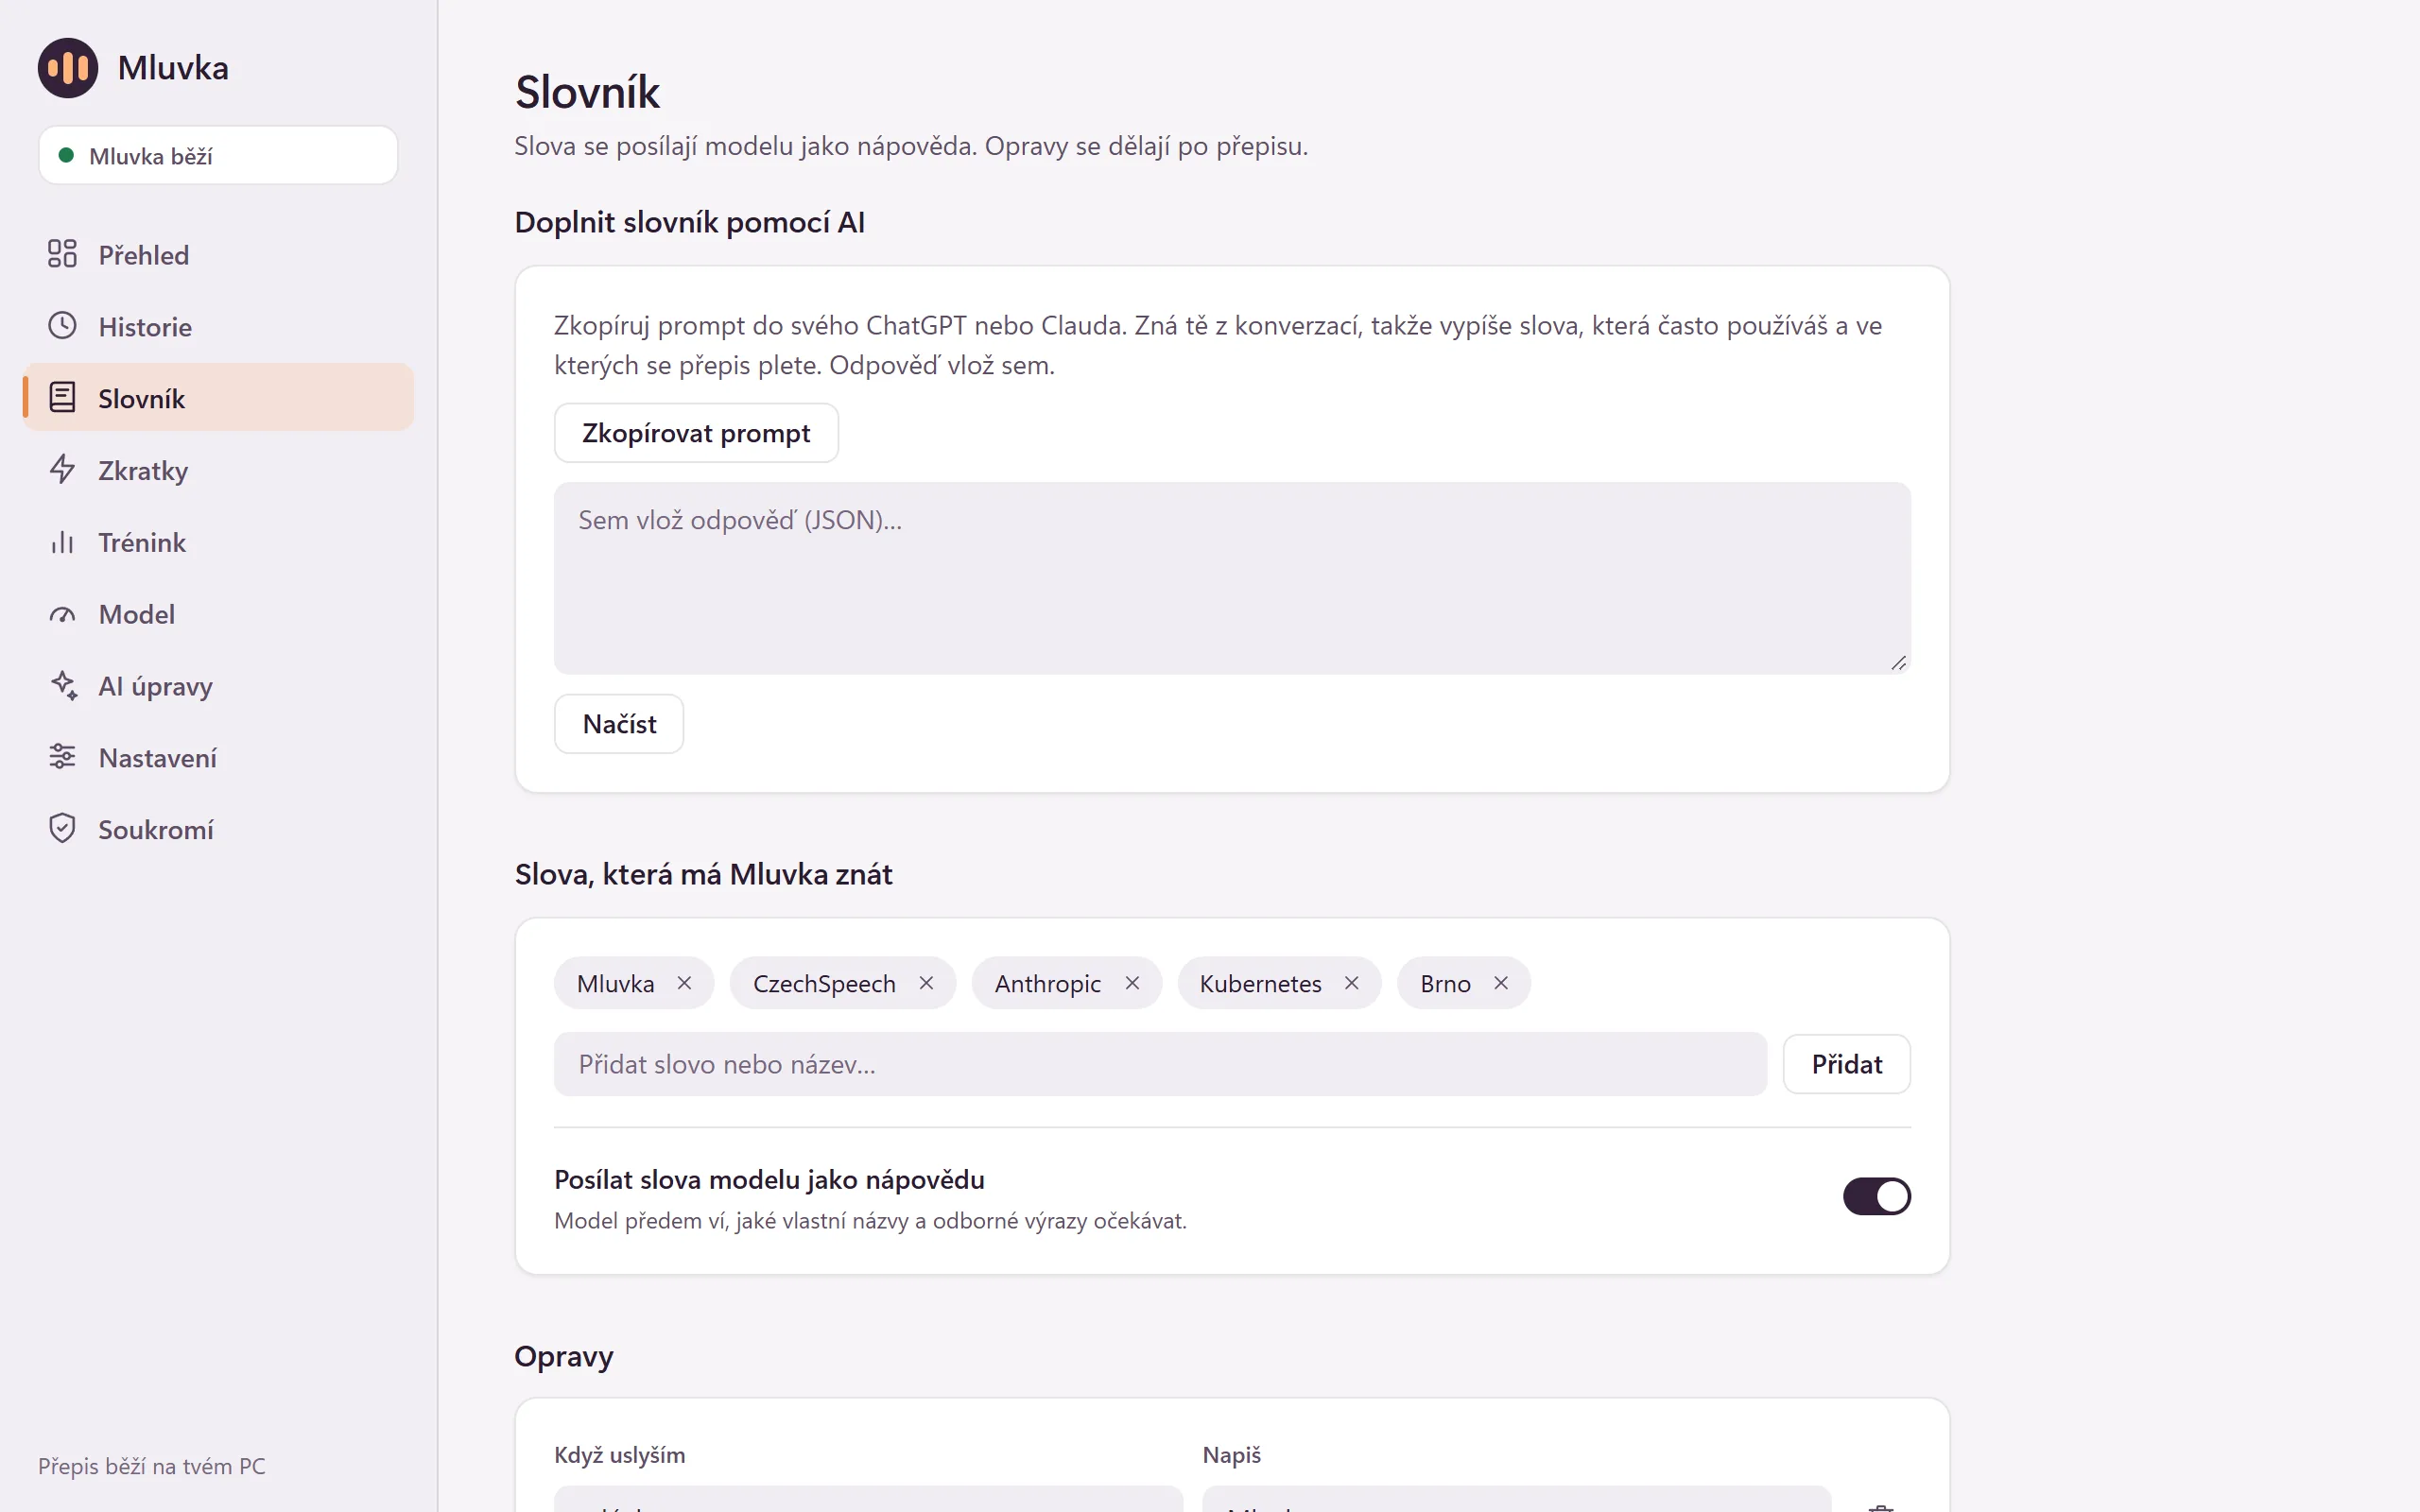 Mluvka
Mluvka běží
Přehled
Historie
Slovník
Zkratky
Trénink
Model
AI úpravy
Nastavení
Soukromí
Přepis běží na tvém PC
Slovník
Slova se posílají modelu jako nápověda. Opravy se dělají po přepisu.
Doplnit slovník pomocí AI
Zkopíruj prompt do svého ChatGPT nebo Clauda. Zná tě z konverzací, takže vypíše slova, která často používáš a ve
kterých se přepis plete. Odpověď vlož sem.
Zkopírovat prompt
Sem vlož odpověď (JSON)...
Načíst
Slova, která má Mluvka znát
Mluvka CzechSpeech Anthropic Kubernetes Brno
Přidat slovo nebo název...
Přidat
Posílat slova modelu jako nápovědu
Model předem ví, jaké vlastní názvy a odborné výrazy očekávat.
Opravy
Když uslyším Napiš